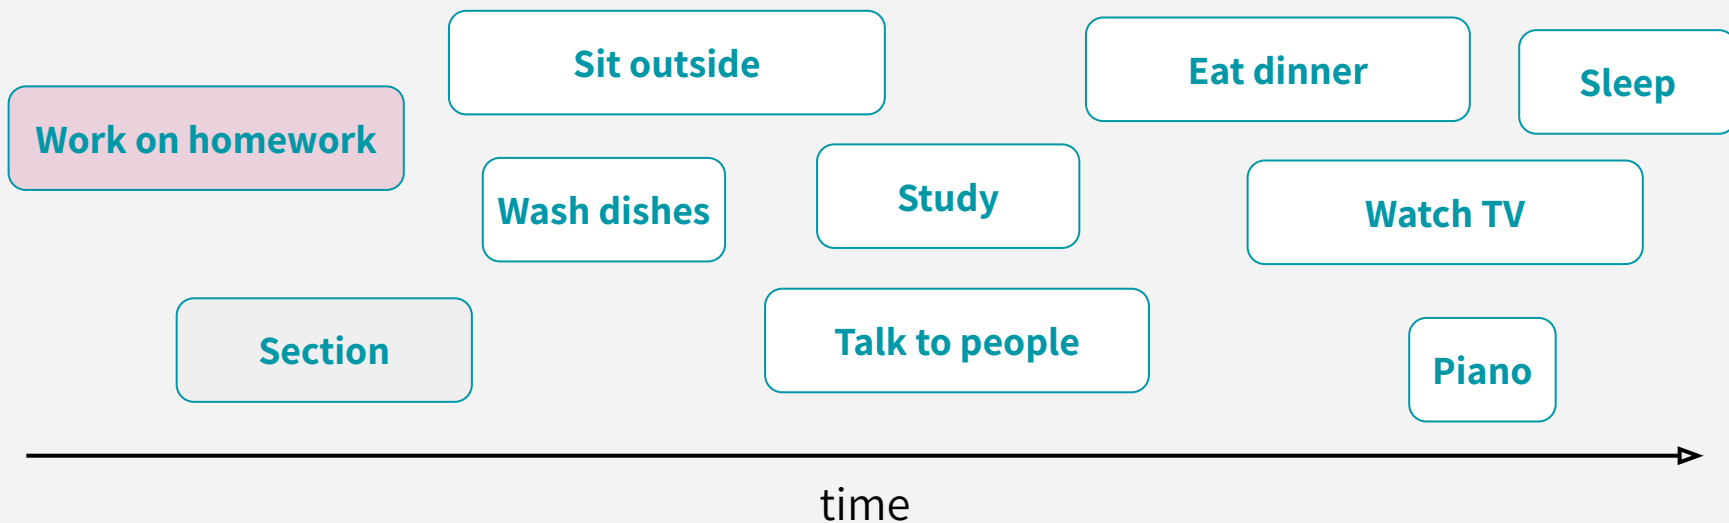 Sit outside
Eat dinner
Sleep
Work on homework
Wash dishes
Study
Watch TV
Section
Talk to people
Piano
time